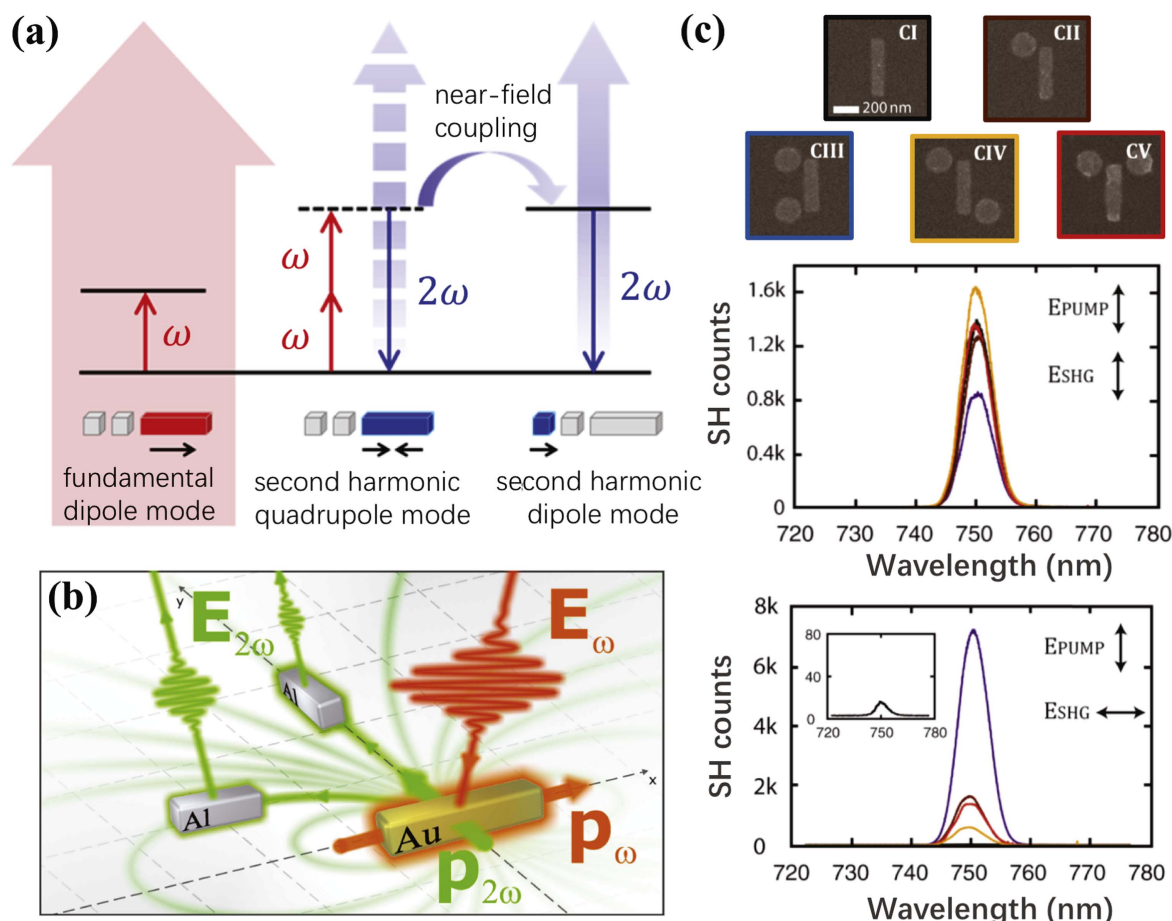 (a)
near-field
coupling
ω
ω
ω
2ω
2ω
fundamental
dipole mode
second harmonic
quadrupole mode
second harmonic
dipole mode
(b)
y
E2ω
Eω
Al
Al
x
Au
pω
p2ω
(c)
CI
200 nm
CII
CIII
CIV
CV
SH counts
1.6k
1.2k
0.8k
0.4k
0
EPUMP
ESHG
720 730 740 750 760 770 780
Wavelength (nm)
SH counts
8k
6k
4k
2k
0
80
40
0
720 750 780
EPUMP
ESHG
720 730 740 750 760 770 780
Wavelength (nm)